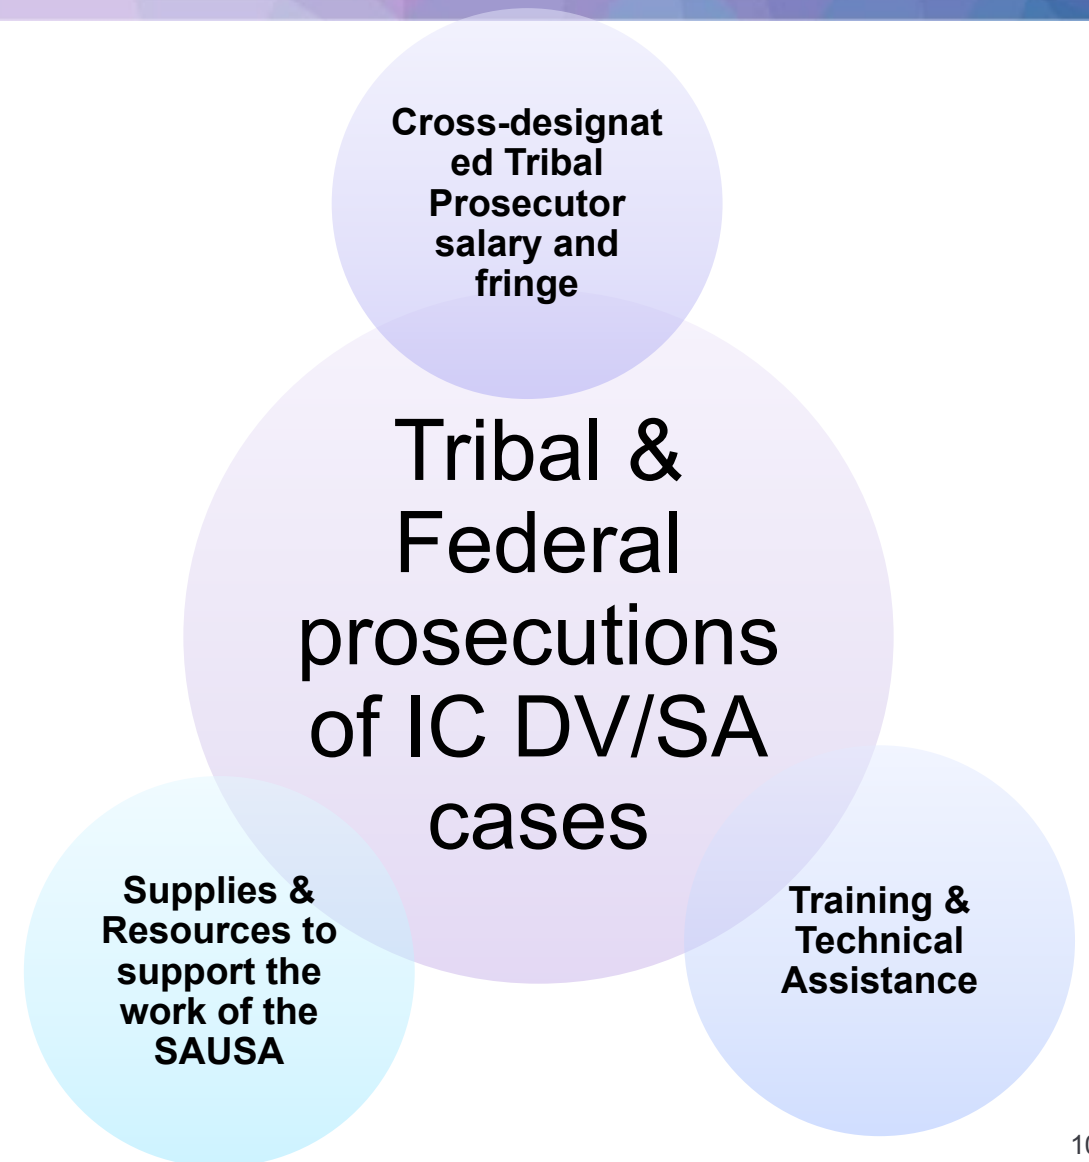 Cross-designat
ed Tribal
Prosecutor
salary and
fringe
Tribal &
Federal
prosecutions
of IC DV/SA
cases
Supplies &
Resources to
support the
work of the
SAUSA
Training &
Technical
Assistance
10